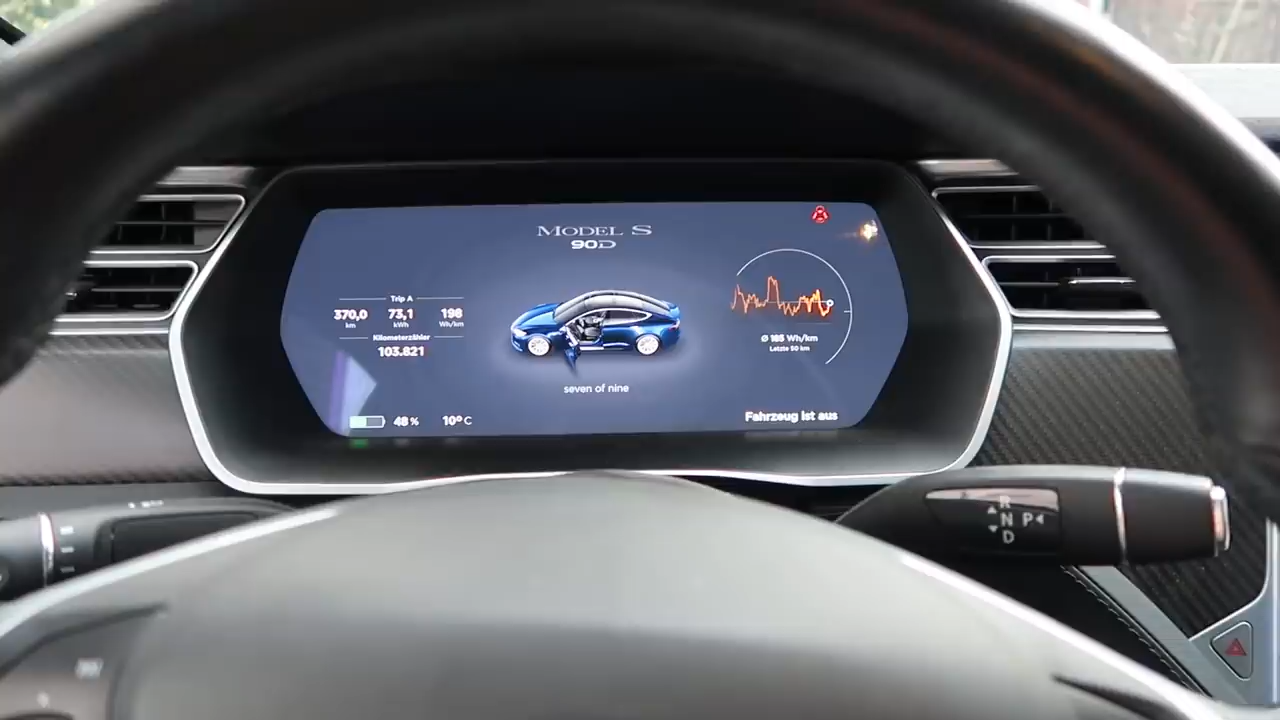 MODEL S
90D
Trip A
370,0 73,1 198
km kWh Wh/km
Kilometerzähler
103.821
Ø 185 Wh/km
Letzte 50 km
seven of nine
48 % 10° C
Fahrzeug ist aus
R
N P
D